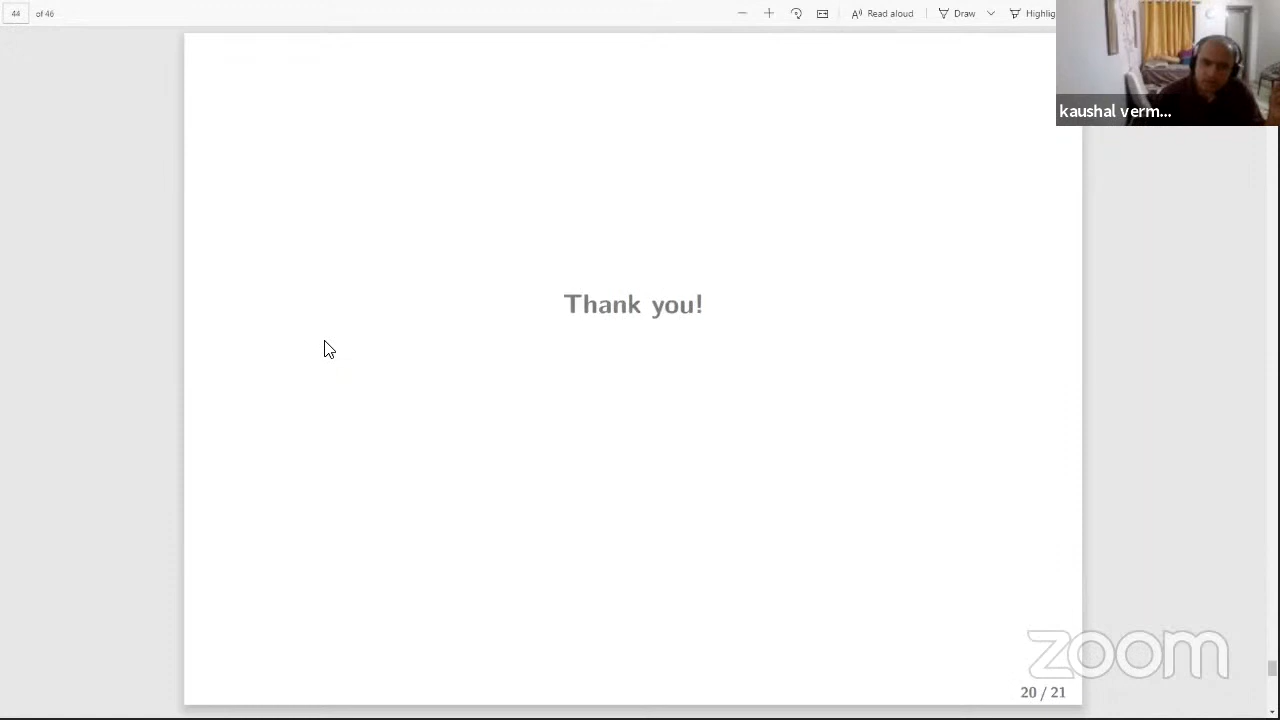 44 of 46 Read aloud Draw Highlig
kaushal verm...
Thank you!
zoom
20 / 21